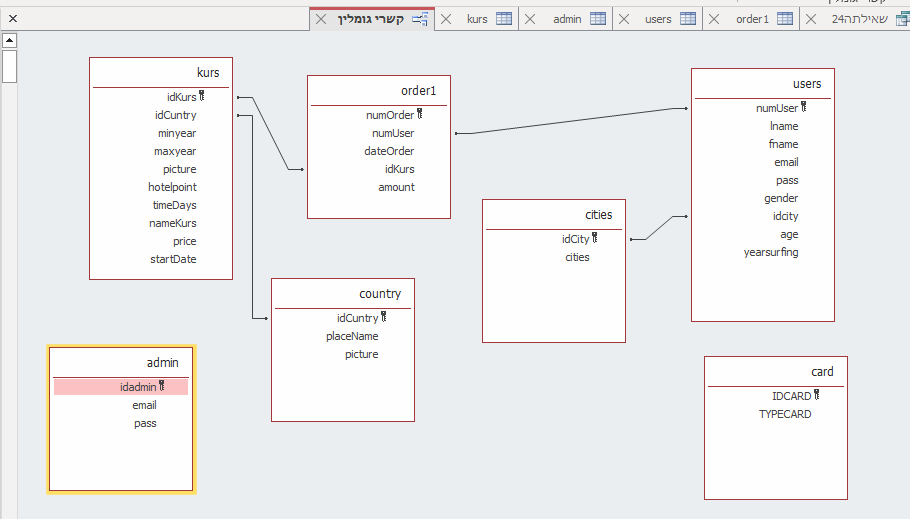 קשרי גומלין
kurs
admin
users
order1
שאילתה24
kurs
idKurs
idCuntry
minyear
maxyear
picture
hotelpoint
timeDays
nameKurs
price
startDate
order1
numOrder
numUser
dateOrder
idKurs
amount
users
numUser
lname
fname
email
pass
gender
idcity
age
yearsurfing
cities
idCity
cities
country
idCuntry
placeName
picture
admin
idadmin
email
pass
card
IDCARD
TYPECARD